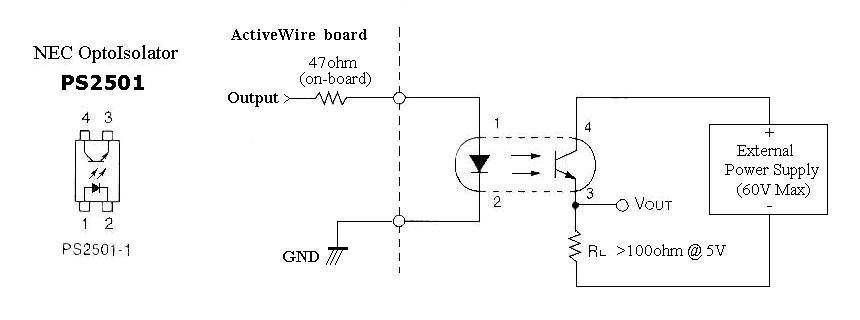 NEC OptoIsolator
PS2501
4 3
1 2
PS2501-1
ActiveWire board
47ohm
(on-board)
Output
GND
1
2
4
3
VOUT
RL >100ohm @ 5V
+
External
Power Supply
(60V Max)
-